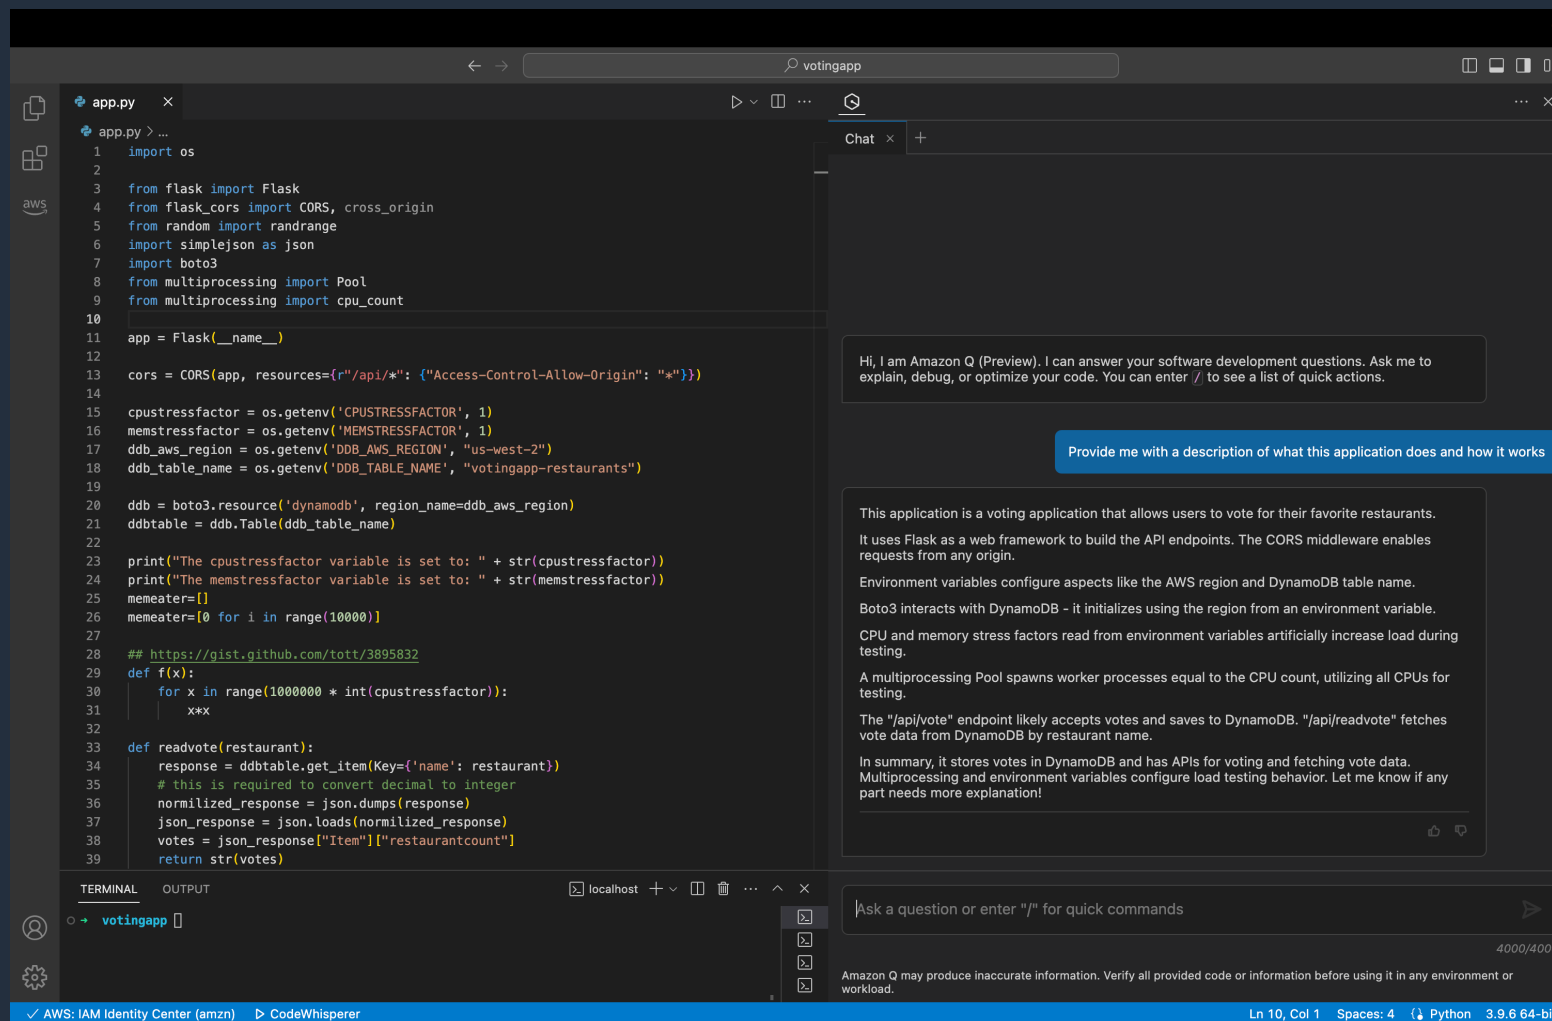 votingapp
app.py
app.py > ...
aws
1 import os
2
3 from flask import Flask
4 from flask_cors import CORS, cross_origin
5 from random import randrange
6 import simplejson as json
7 import boto3
8 from multiprocessing import Pool
9 from multiprocessing import cpu_count
10
11 app = Flask(__name__)
12
13 cors = CORS(app, resources={r"/api/*": {"Access-Control-Allow-Origin": "*"}})
14
15 cpustressfactor = os.getenv('CPUSTRESSFACTOR', 1)
16 memstressfactor = os.getenv('MEMSTRESSFACTOR', 1)
17 ddb_aws_region = os.getenv('DDB_AWS_REGION', "us-west-2")
18 ddb_table_name = os.getenv('DDB_TABLE_NAME', "votingapp-restaurants")
19
20 ddb = boto3.resource('dynamodb', region_name=ddb_aws_region)
21 ddbtable = ddb.Table(ddb_table_name)
22
23 print("The cpustressfactor variable is set to: " + str(cpustressfactor))
24 print("The memstressfactor variable is set to: " + str(memstressfactor))
25 memeater=[]
26 memeater=[0 for i in range(10000)]
27
28 ## https://gist.github.com/tott/3895832
29 def f(x):
30     for x in range(1000000 * int(cpustressfactor)):
31         x*x
32
33 def readvote(restaurant):
34     response = ddbtable.get_item(Key={'name': restaurant})
35     # this is required to convert decimal to integer
36     normilized_response = json.dumps(response)
37     json_response = json.loads(normilized_response)
38     votes = json_response["Item"]["restaurantcount"]
39     return str(votes)
TERMINAL OUTPUT
localhost
votingapp
Chat
Hi, I am Amazon Q (Preview). I can answer your software development questions. Ask me to
explain, debug, or optimize your code. You can enter / to see a list of quick actions.
Provide me with a description of what this application does and how it works
This application is a voting application that allows users to vote for their favorite restaurants.
It uses Flask as a web framework to build the API endpoints. The CORS middleware enables
requests from any origin.
Environment variables configure aspects like the AWS region and DynamoDB table name.
Boto3 interacts with DynamoDB - it initializes using the region from an environment variable.
CPU and memory stress factors read from environment variables artificially increase load during
testing.
A multiprocessing Pool spawns worker processes equal to the CPU count, utilizing all CPUs for
testing.
The "/api/vote" endpoint likely accepts votes and saves to DynamoDB. "/api/readvote" fetches
vote data from DynamoDB by restaurant name.
In summary, it stores votes in DynamoDB and has APIs for voting and fetching vote data.
Multiprocessing and environment variables configure load testing behavior. Let me know if any
part needs more explanation!
Ask a question or enter "/" for quick commands
4000/400
Amazon Q may produce inaccurate information. Verify all provided code or information before using it in any environment or
workload.
AWS: IAM Identity Center (amzn) CodeWhisperer
Ln 10, Col 1 Spaces: 4 Python 3.9.6 64-bi